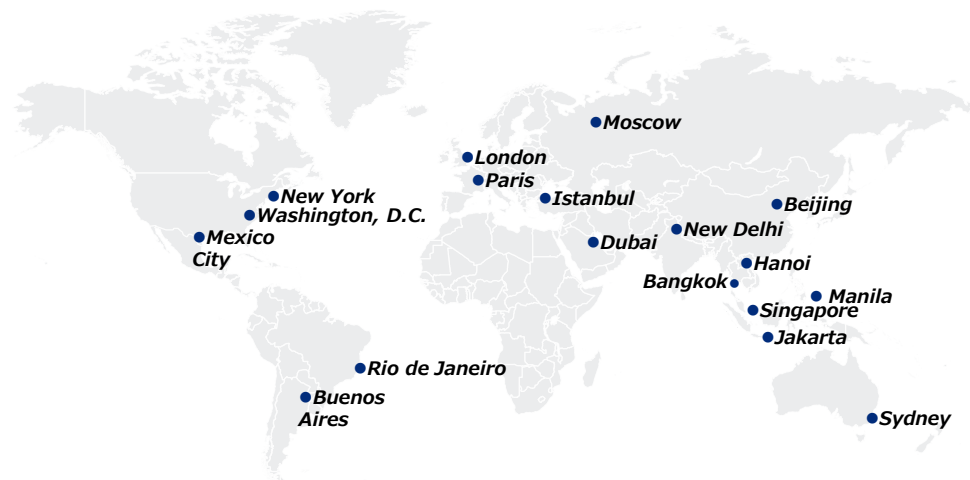 Moscow
London
Paris
New York
Istanbul
Washington, D.C.
Beijing
New Delhi
Mexico
City
Dubai
Hanoi
Bangkok
Manila
Singapore
Jakarta
Rio de Janeiro
Buenos
Aires
Sydney